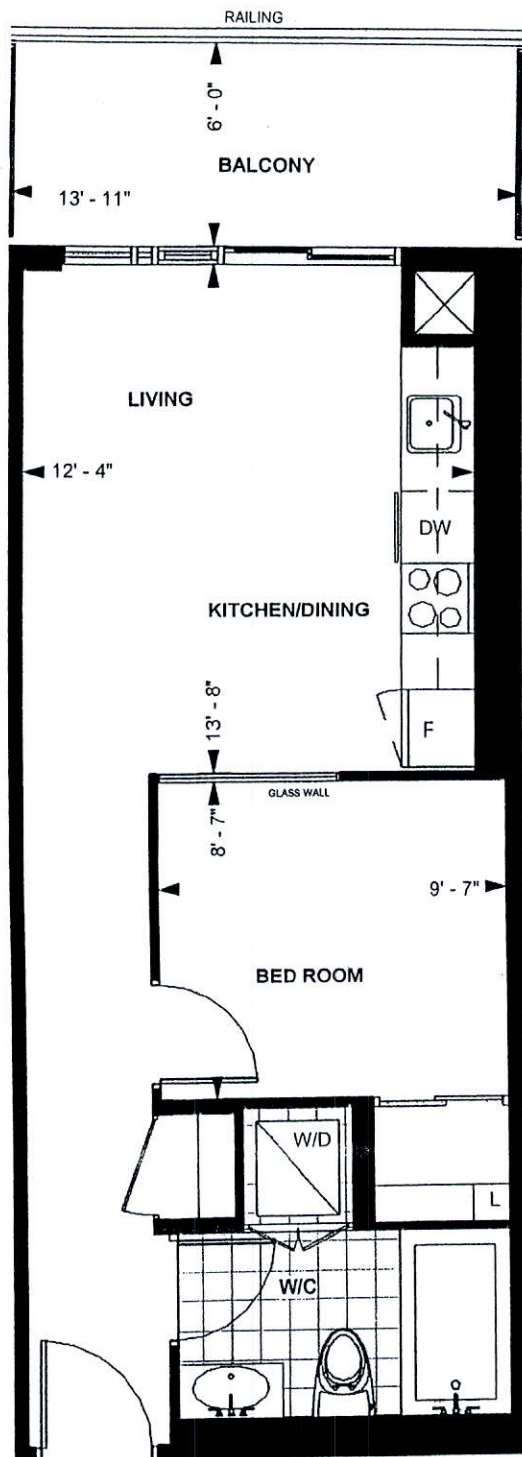 RAILING
6' - 0"
BALCONY
13' - 11"
LIVING
12' - 4"
DW
KITCHEN/DINING
13' - 8"
F
GLASS WALL
8' - 7"
9' - 7"
BED ROOM
W/D
L
W/C